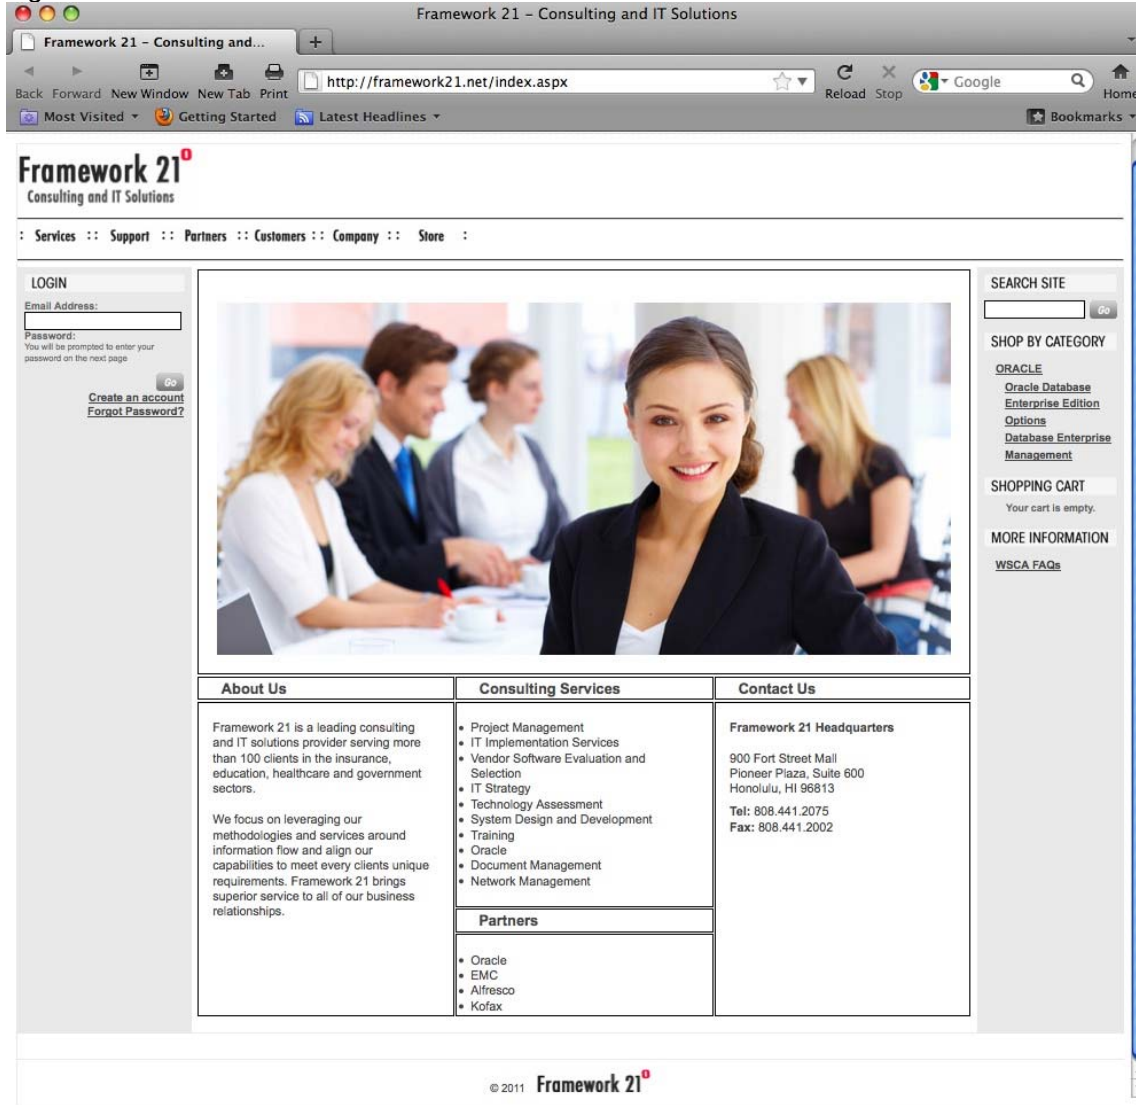 Framework 21 – Consulting and IT Solutions
Framework 21 – Consulting and...
+
Back Forward New Window New Tab Print
http://framework21.net/index.aspx
Reload Stop
Google
Home
Most Visited
Getting Started
Latest Headlines
Bookmarks
Framework 21
Consulting and IT Solutions
: Services :: Support :: Partners :: Customers :: Company :: Store :
LOGIN
Email Address:
Password:
You will be prompted to enter your
password on the next page
Go
Create an account
Forgot Password?
SEARCH SITE
Go
SHOP BY CATEGORY
ORACLE
Oracle Database
Enterprise Edition
Options
Database Enterprise
Management
SHOPPING CART
Your cart is empty.
MORE INFORMATION
WSCA FAQs
About Us
Framework 21 is a leading consulting
and IT solutions provider serving more
than 100 clients in the insurance,
education, healthcare and government
sectors.
We focus on leveraging our
methodologies and services around
information flow and align our
capabilities to meet every clients unique
requirements. Framework 21 brings
superior service to all of our business
relationships.
Consulting Services
• Project Management
• IT Implementation Services
• Vendor Software Evaluation and
Selection
• IT Strategy
• Technology Assessment
• System Design and Development
• Training
• Oracle
• Document Management
• Network Management
Partners
• Oracle
• EMC
• Alfresco
• Kofax
Contact Us
Framework 21 Headquarters
900 Fort Street Mall
Pioneer Plaza, Suite 600
Honolulu, HI 96813
Tel: 808.441.2075
Fax: 808.441.2002
© 2011 Framework 21